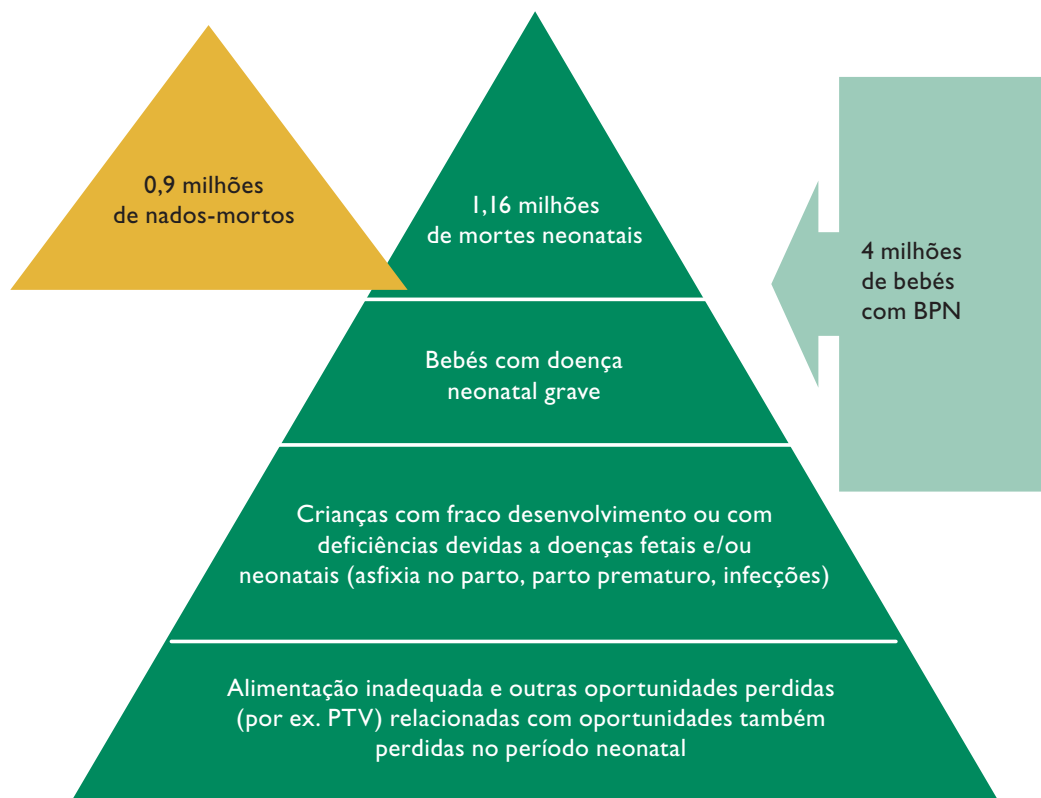 0,9 milhões
de nados-mortos
1,16 milhões
de mortes neonatais
4 milhões
de bebés
com BPN
Bebés com doença
neonatal grave
Crianças com fraco desenvolvimento ou com
deficiências devidas a doenças fetais e/ou
neonatais (asfixia no parto, parto prematuro, infecções)
Alimentação inadequada e outras oportunidades perdidas
(por ex. PTV) relacionadas com oportunidades também
perdidas no período neonatal